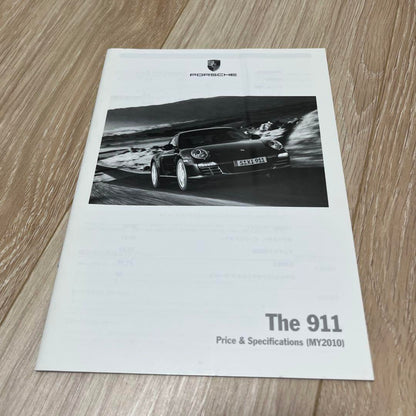 PORSCHE
The 911
Price & Specifications (MY2010)